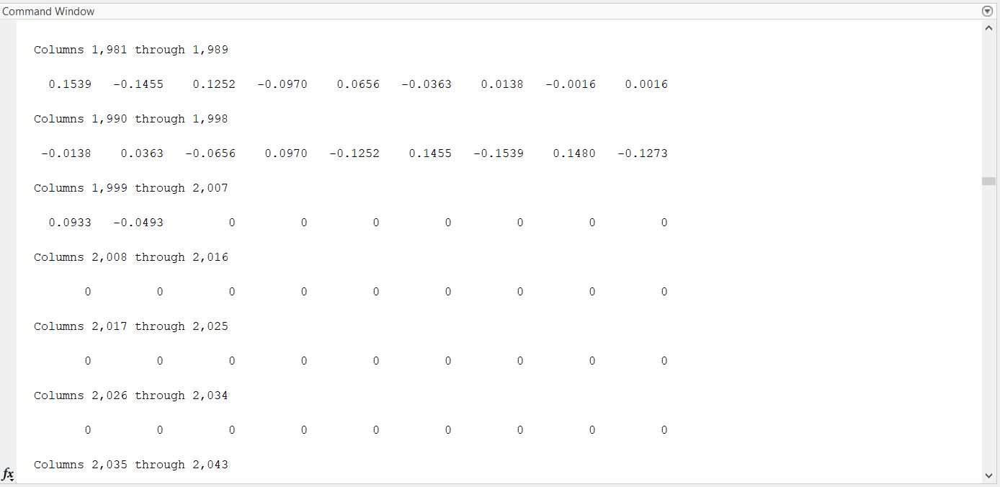 Command Window
Columns 1,981 through 1,989
0.1539 -0.1455 0.1252 -0.0970 0.0656 -0.0363 0.0138 -0.0016 0.0016
Columns 1,990 through 1,998
-0.0138 0.0363 -0.0656 0.0970 -0.1252 0.1455 -0.1539 0.1480 -0.1273
Columns 1,999 through 2,007
0.0933 -0.0493 0 0 0 0 0 0 0
Columns 2,008 through 2,016
0 0 0 0 0 0 0 0 0
Columns 2,017 through 2,025
0 0 0 0 0 0 0 0 0
Columns 2,026 through 2,034
0 0 0 0 0 0 0 0 0
Columns 2,035 through 2,043
fx